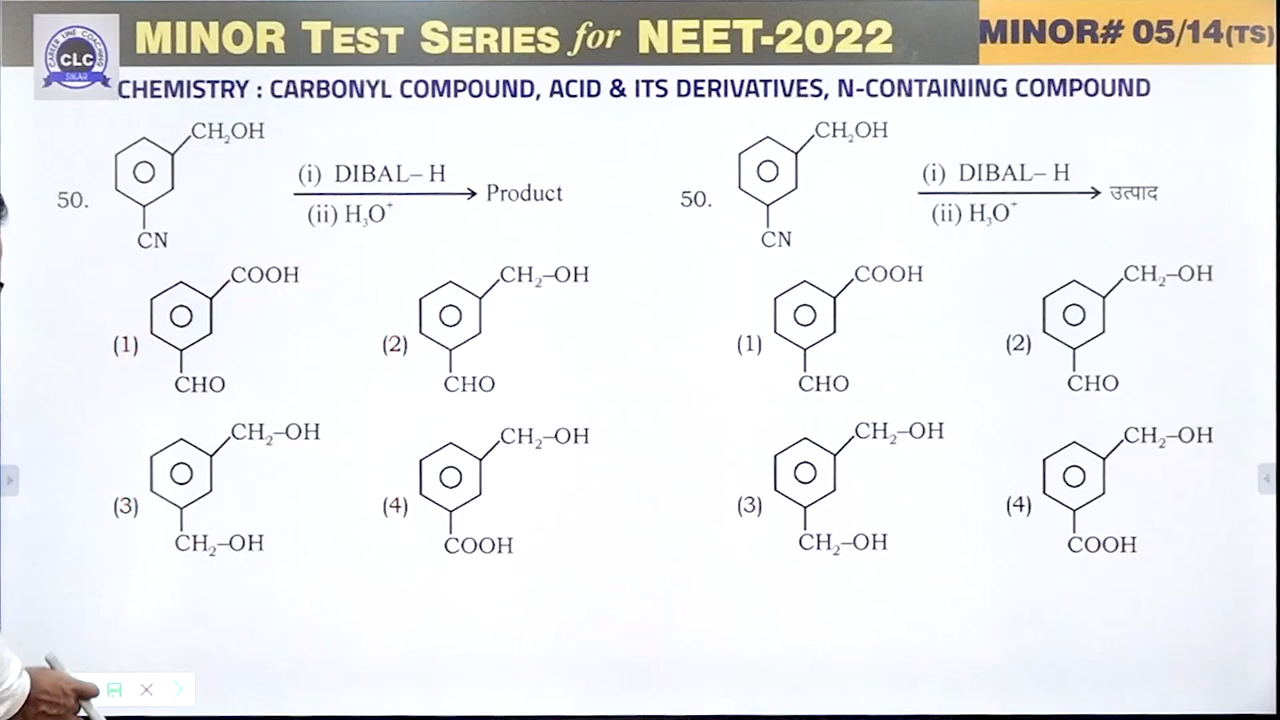 MINOR TEST SERIES for NEET-2022
MINOR# 05/14(TS)
CAREER LINE COACHING
CLC
SIKAR
CHEMISTRY : CARBONYL COMPOUND, ACID & ITS DERIVATIVES, N-CONTAINING COMPOUND
50.
CH₂OH
CN
(i) DIBAL–H
(ii) H₃O⁺
Product
(1)
COOH
CHO
(2)
CH₂–OH
CHO
(3)
CH₂–OH
CH₂–OH
(4)
CH₂–OH
COOH
50.
CH₂OH
CN
(i) DIBAL–H
(ii) H₃O⁺
उत्पाद
(1)
COOH
CHO
(2)
CH₂–OH
CHO
(3)
CH₂–OH
CH₂–OH
(4)
CH₂–OH
COOH